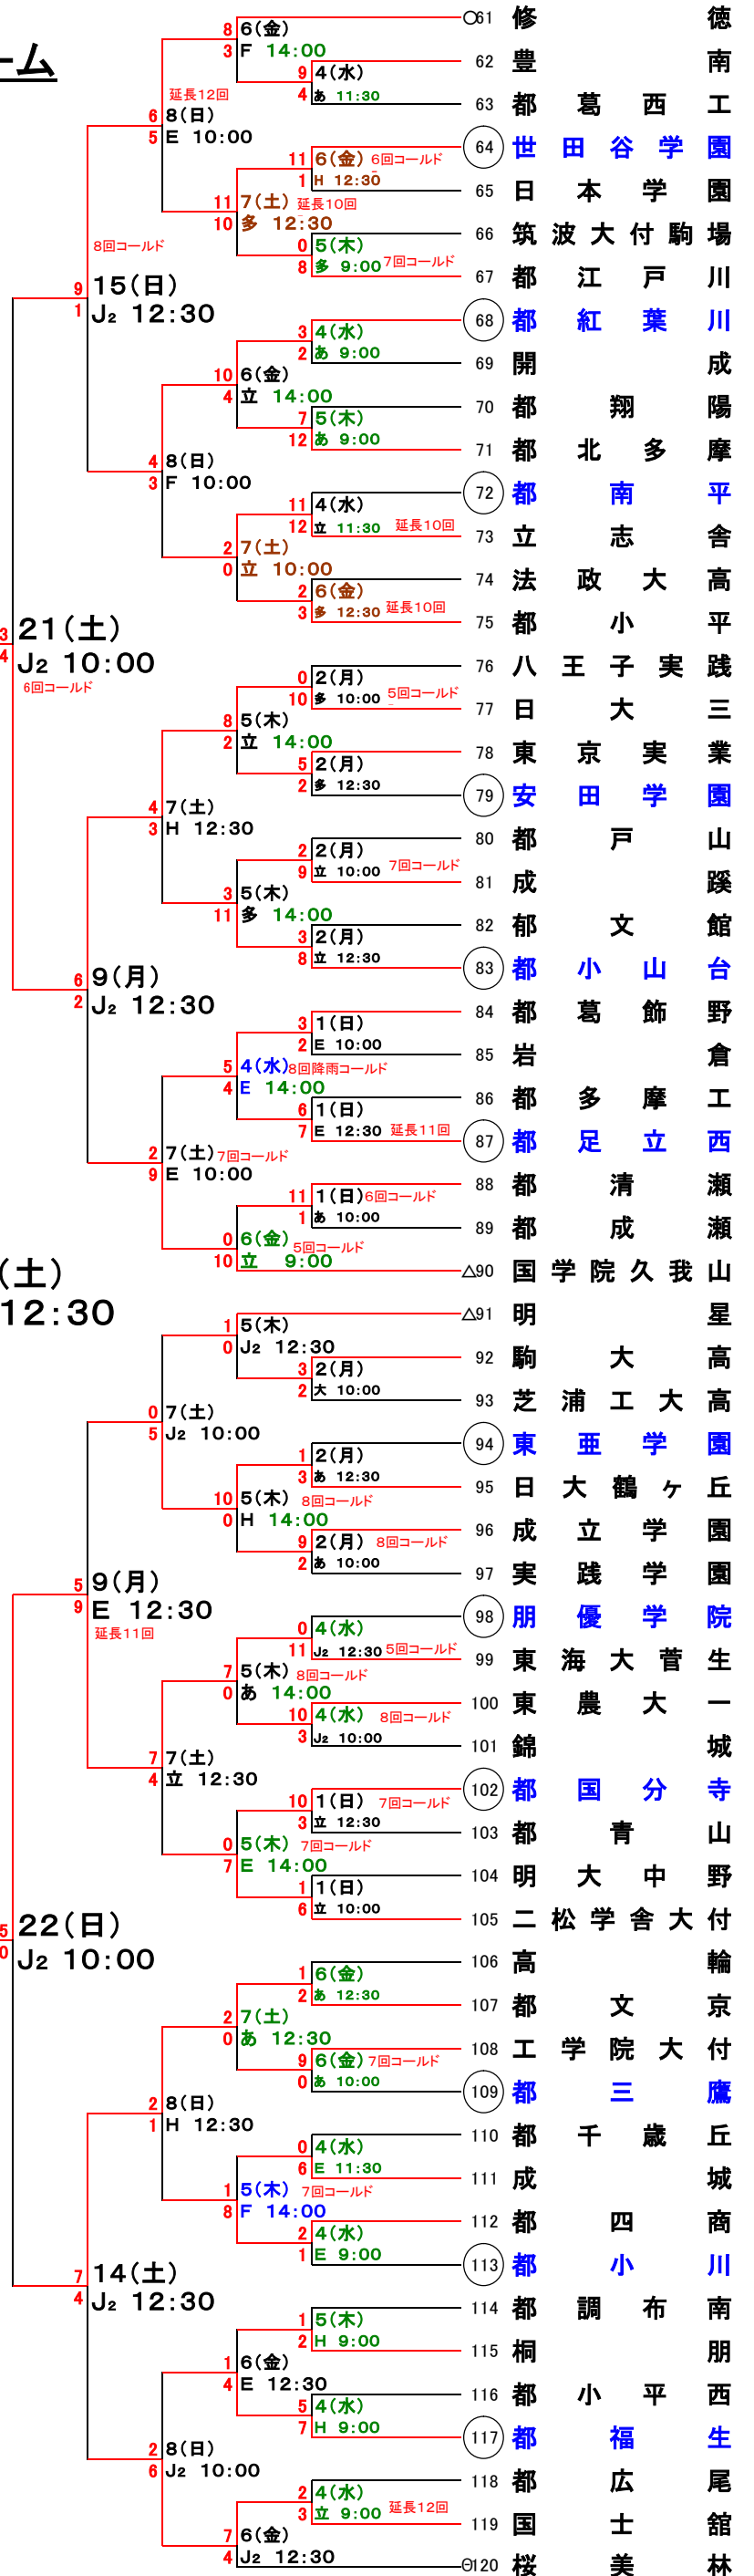 ーム
8 6(金) 61 修徳
3 F 14:00
9 4(水) 62 豊南
4 あ 11:30 63 都葛西工
延長12回
6 8(日)
5 E 10:00
11 6(金) 6回コールド 64 世田谷学園
1 H 12:30 65 日本学園
11 7(土) 延長10回
10 多 12:30
0 5(木) 66 筑波大付駒場
8 多 9:00 7回コールド 67 都江戸川
8回コールド
9 15(日)
1 J₂ 12:30
3 4(水) 68 都紅葉川
2 あ 9:00 69 開成
10 6(金)
4 立 14:00
7 5(木) 70 都翔陽
12 あ 9:00 71 都北多摩
4 8(日)
3 F 10:00
11 4(水) 72 都南平
12 立 11:30 延長10回 73 立志舎
2 7(土)
0 立 10:00
2 6(金) 74 法政大高
3 多 12:30 延長10回 75 都小平
3 21(土)
4 J₂ 10:00
6回コールド
0 2(月) 76 八王子実践
10 多 10:00 5回コールド 77 日大三
8 5(木)
2 立 14:00
5 2(月) 78 東京実業
2 多 12:30 79 安田学園
4 7(土)
3 H 12:30
2 2(月) 80 都戸山
9 立 10:00 7回コールド 81 成蹊
3 5(木)
11 多 14:00
3 2(月) 82 郁文館
8 立 12:30 83 都小山台
6 9(月)
2 J₂ 12:30
3 1(日) 84 都葛飾野
2 E 10:00 85 岩倉
5 4(水) 8回降雨コールド
4 E 14:00
6 1(日) 86 都多摩工
7 E 12:30 延長11回 87 都足立西
2 7(土) 7回コールド
9 E 10:00
11 1(日) 6回コールド 88 都清瀬
1 あ 10:00 89 都成瀬
0 6(金) 5回コールド
10 立 9:00 △90 国学院久我山
(土)
12:30
1 5(木) △91 明星
0 J₂ 12:30
3 2(月) 92 駒大高
2 大 10:00 93 芝浦工大高
0 7(土)
5 J₂ 10:00
1 2(月) 94 東亜学園
3 あ 12:30 95 日大鶴ヶ丘
10 5(木) 8回コールド
0 H 14:00
9 2(月) 8回コールド 96 成立学園
2 あ 10:00 97 実践学園
5 9(月)
9 E 12:30
延長11回
0 4(水) 98 朋優学院
11 J₂ 12:30 5回コールド 99 東海大菅生
7 5(木) 8回コールド
0 あ 14:00
10 4(水) 8回コールド 100 東農大一
3 J₂ 10:00 101 錦城
7 7(土)
4 立 12:30
10 1(日) 7回コールド 102 都国分寺
3 立 12:30 103 都青山
0 5(木) 7回コールド
7 E 14:00
1 1(日) 104 明大中野
6 立 10:00 105 二松学舎大付
5 22(日)
0 J₂ 10:00
1 6(金) 106 高輪
2 あ 12:30 107 都文京
2 7(土)
0 あ 12:30
9 6(金) 7回コールド 108 工学院大付
0 あ 10:00 109 都三鷹
2 8(日)
1 H 12:30
0 4(水) 110 都千歳丘
6 E 11:30 111 成城
1 5(木) 7回コールド
8 F 14:00
2 4(水) 112 都四商
1 E 9:00 113 都小川
7 14(土)
4 J₂ 12:30
1 5(木) 114 都調布南
2 H 9:00 115 桐朋
1 6(金)
4 E 12:30
5 4(水) 116 都小平西
7 H 9:00 117 都福生
2 8(日)
6 J₂ 10:00
2 4(水) 118 都広尾
3 立 9:00 延長12回 119 国士舘
7 6(金)
4 J₂ 12:30 120 桜美林